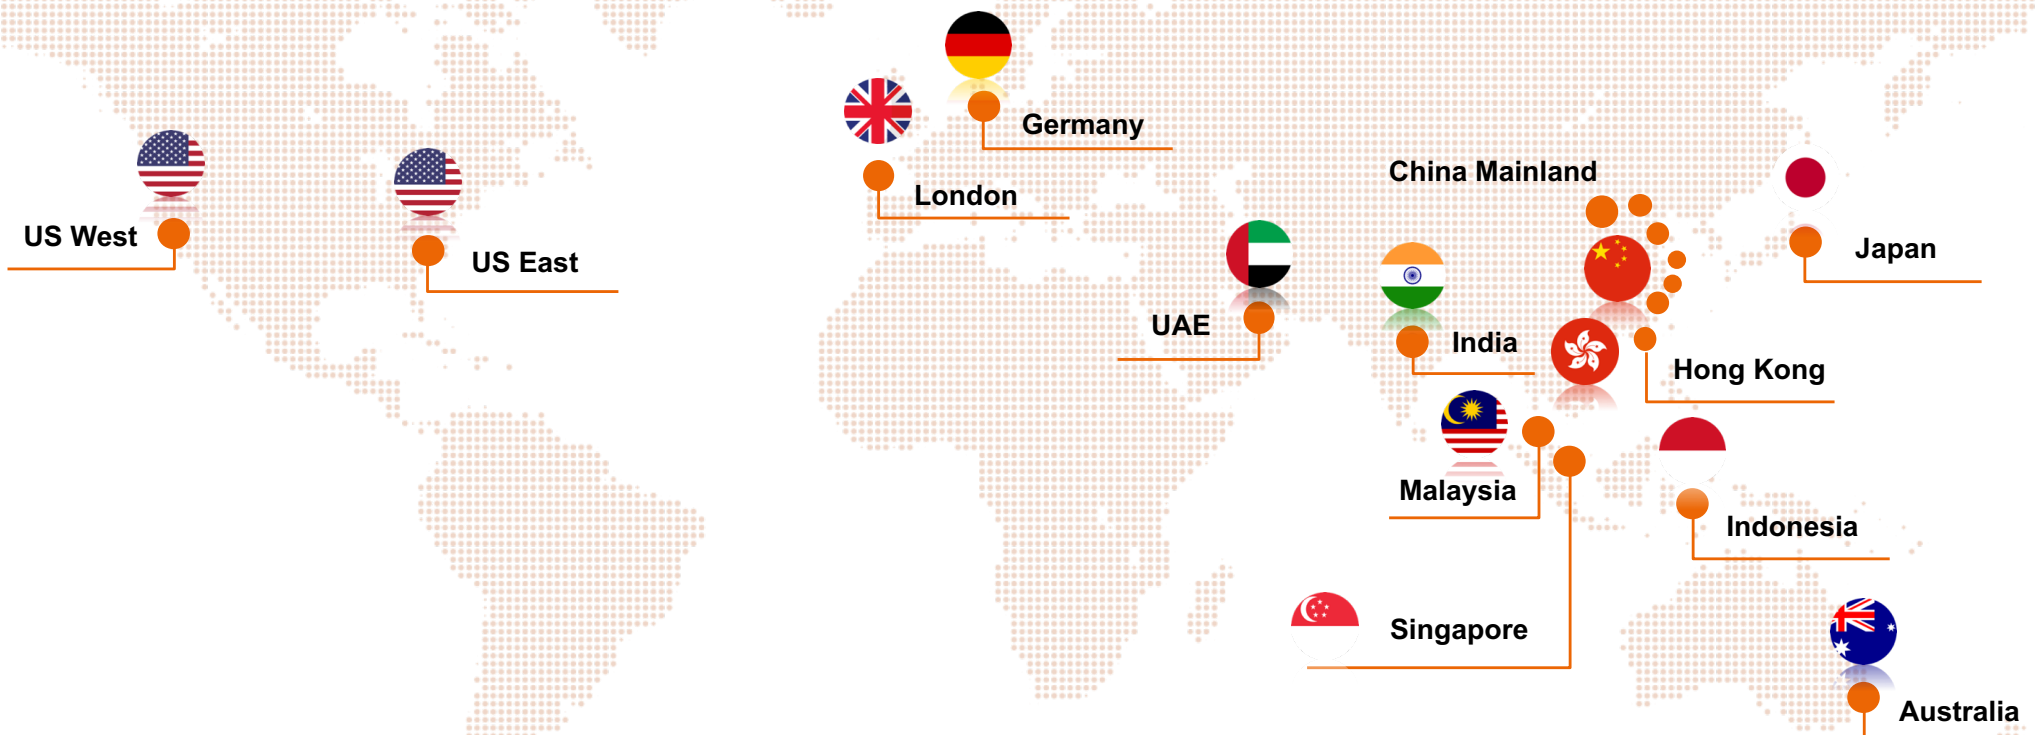 Germany
China Mainland
London
US West
US East
Japan
UAE
India
Hong Kong
Malaysia
Indonesia
Singapore
Australia